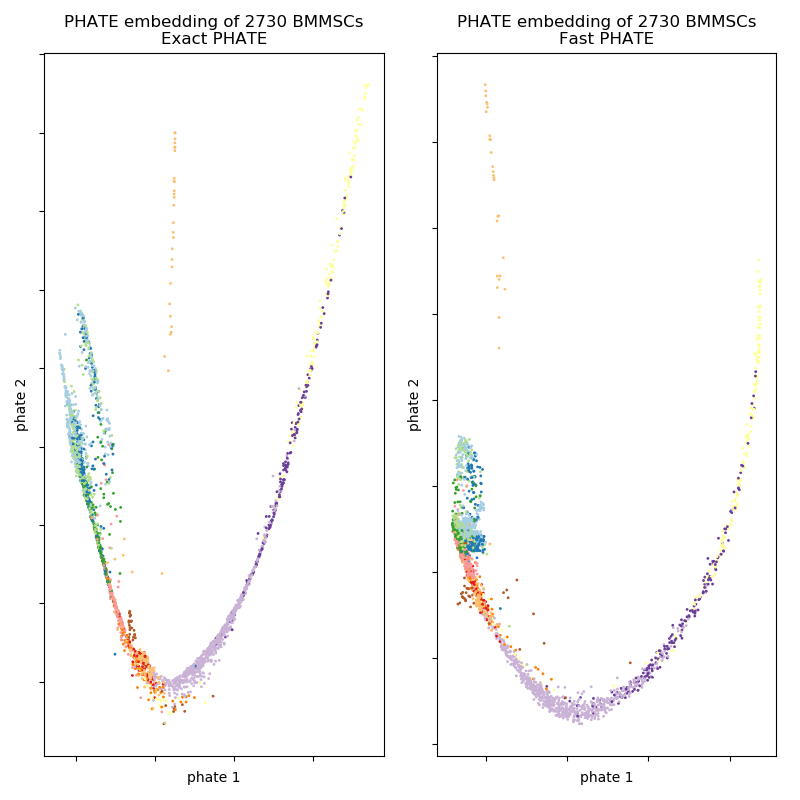 PHATE embedding of 2730 BMMSCs
Exact PHATE
phate 2
phate 1
PHATE embedding of 2730 BMMSCs
Fast PHATE
phate 2
phate 1